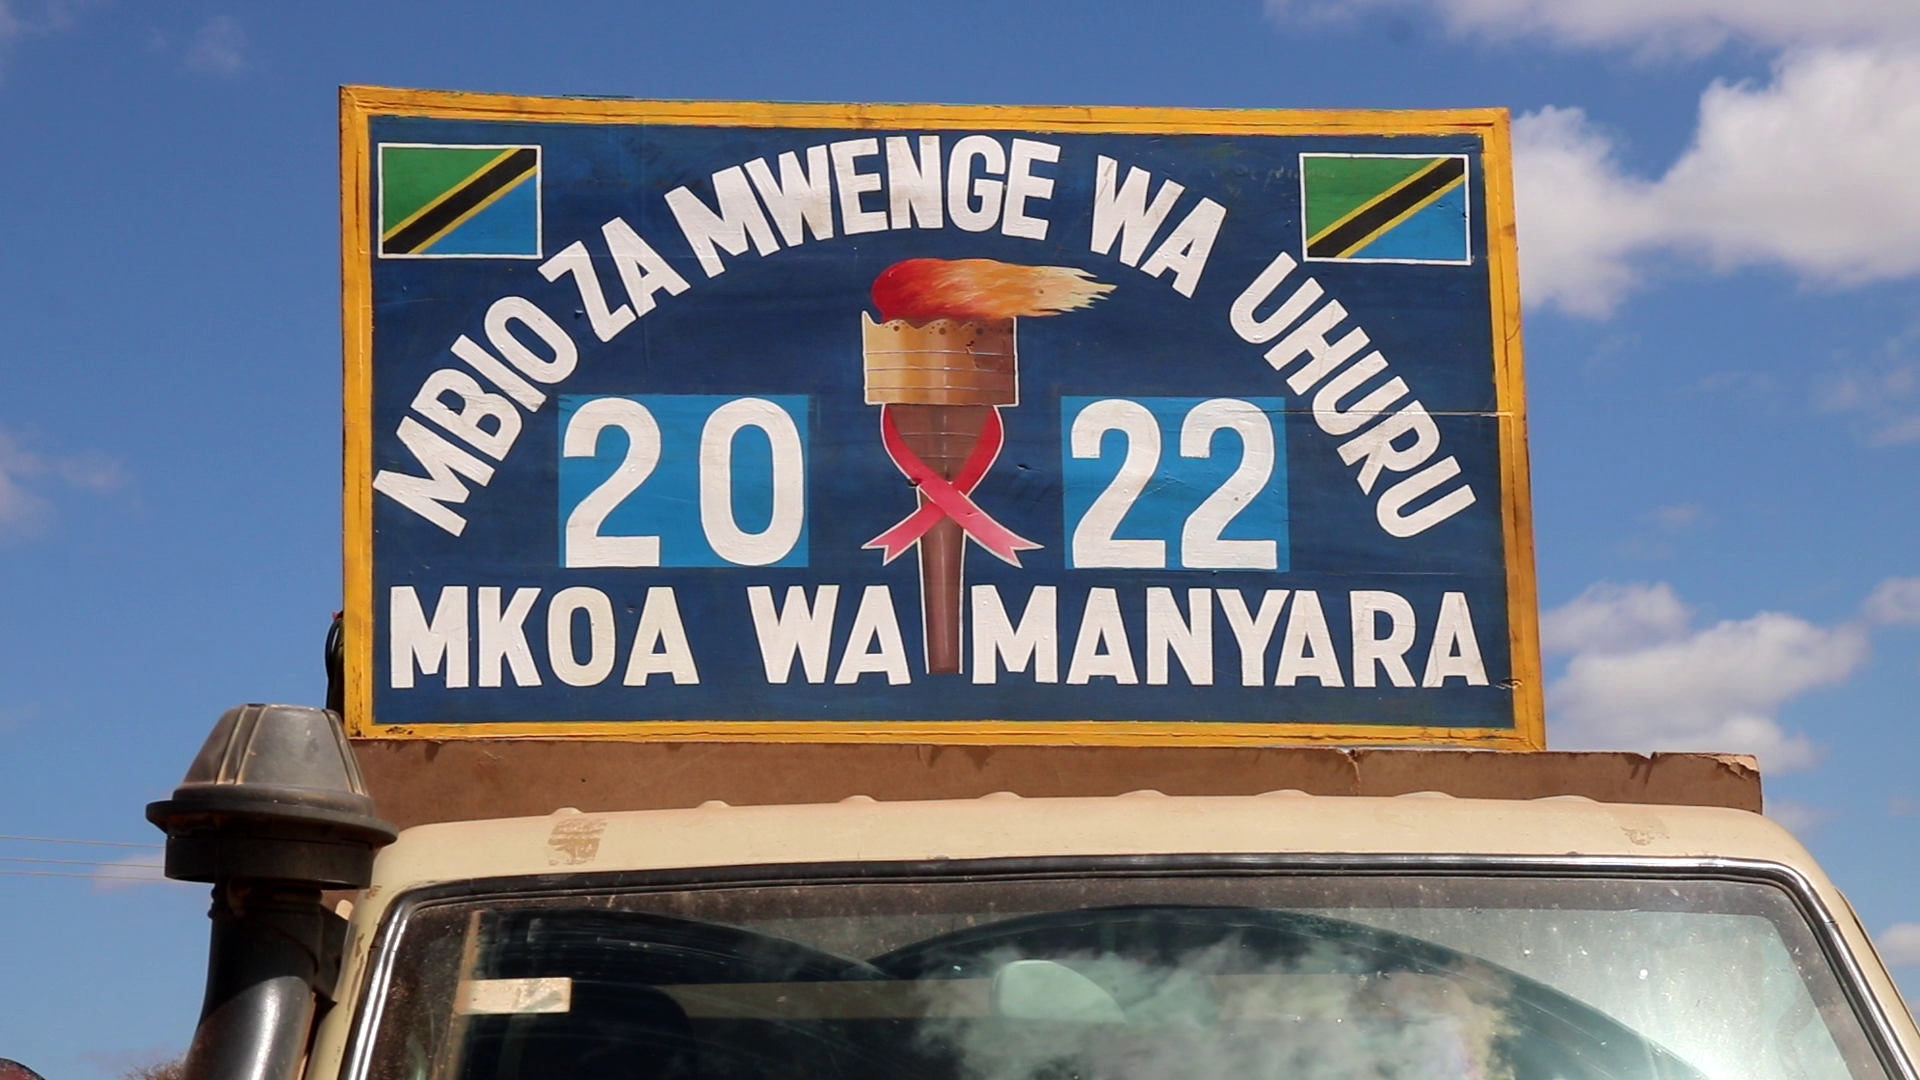 MBIO ZA MWENGE WA UHURU
2022
MKOA WA MANYARA